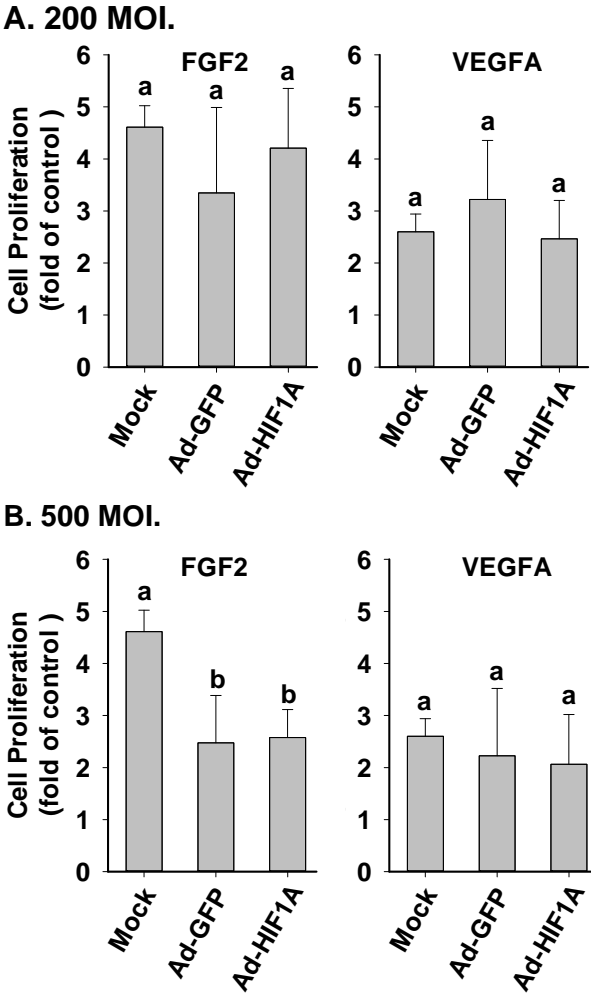 A. 200 MOI.
FGF2
VEGFA
Cell Proliferation
(fold of control )
6
5
4
3
2
1
0
a
a
a
Mock
Ad-GFP
Ad-HIF1A
6
5
4
3
2
1
0
a
a
a
Mock
Ad-GFP
Ad-HIF1A
B. 500 MOI.
FGF2
VEGFA
Cell Proliferation
(fold of control )
6
5
4
3
2
1
0
a
b
b
Mock
Ad-GFP
Ad-HIF1A
6
5
4
3
2
1
0
a
a
a
Mock
Ad-GFP
Ad-HIF1A